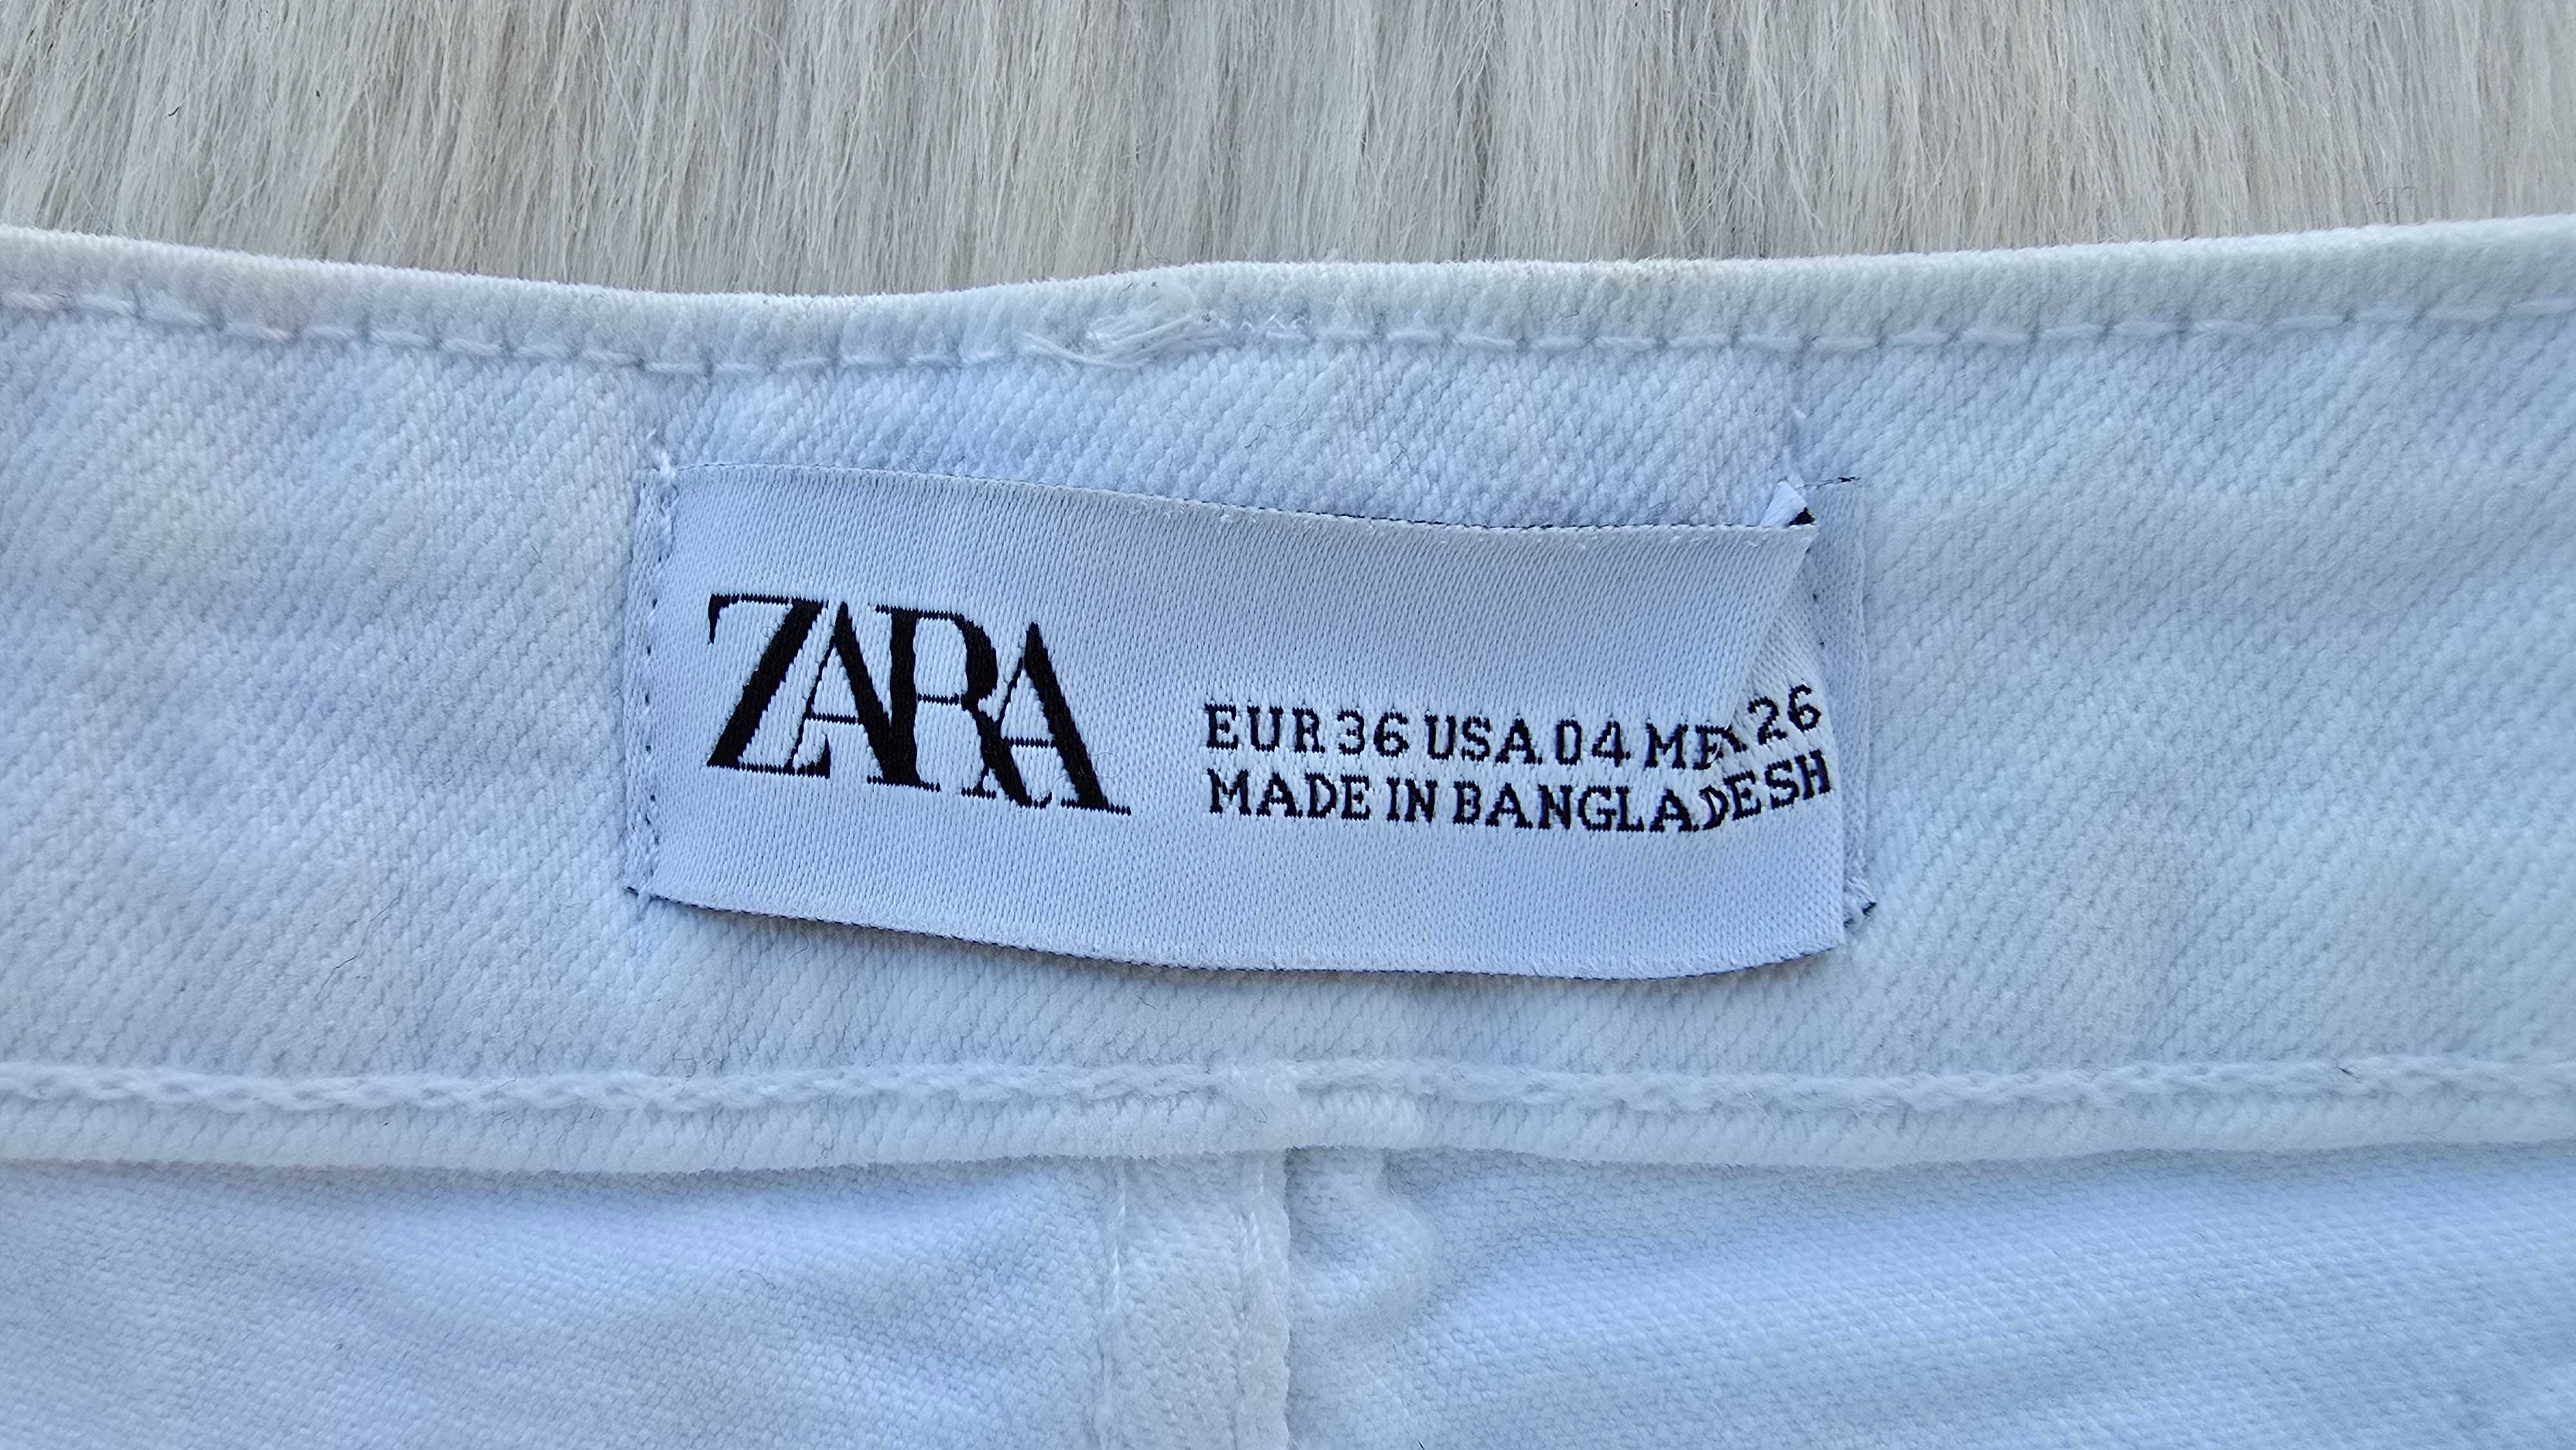 ZARA
EUR 36 USA 04 MEX 26
MADE IN BANGLADESH